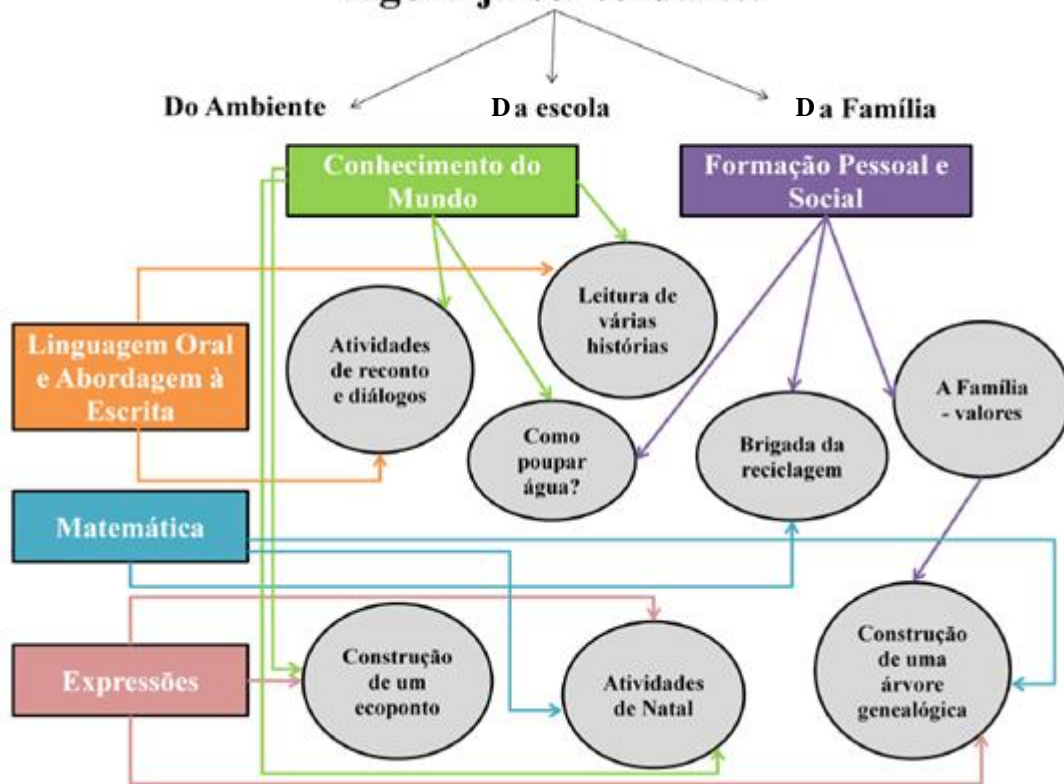 Do Ambiente
Da escola
Da Família
Conhecimento do
Mundo
Formação Pessoal e
Social
Linguagem Oral
e Abordagem à
Escrita
Atividades
de reconto
e diálogos
Leitura de
várias
histórias
Como
poupar
água?
Brigada da
reciclagem
A Família
- valores
Matemática
Expressões
Construção
de um
ecoponto
Atividades
de Natal
Construção
de uma
árvore
genealógica